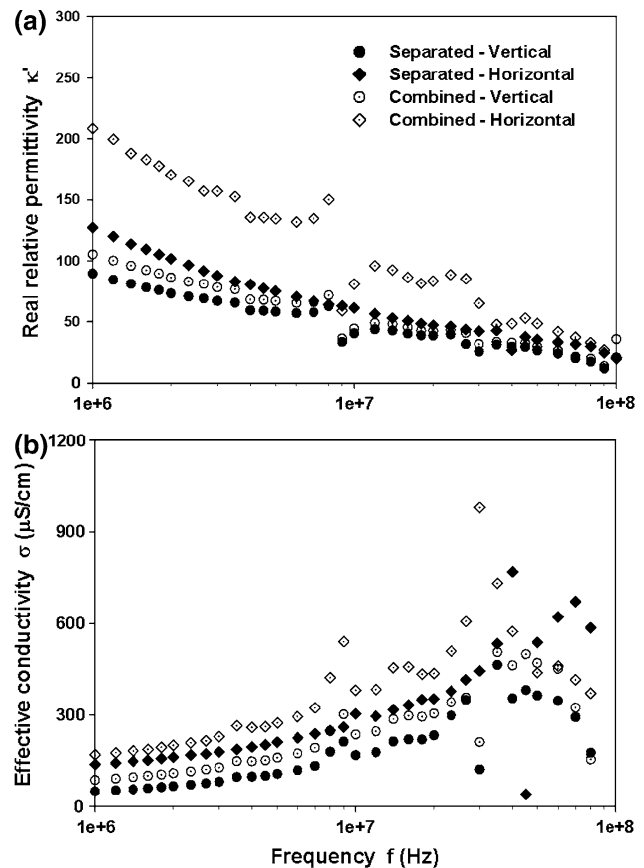 (a)
300
250
200
150
100
50
0
Real relative permittivity κ'
Separated - Vertical
Separated - Horizontal
Combined - Vertical
Combined - Horizontal
1e+6
1e+7
1e+8
(b)
1200
900
600
300
0
Effective conductivity σ (μS/cm)
1e+6
1e+7
1e+8
Frequency f (Hz)